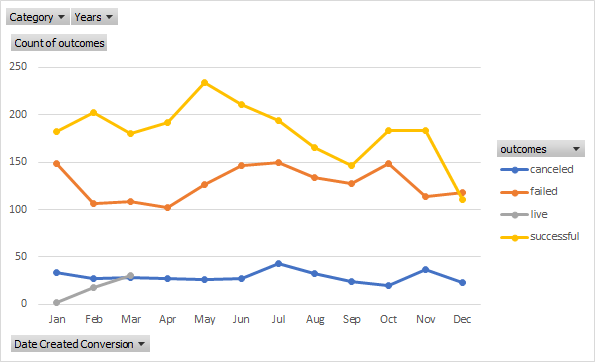 Category Years
Count of outcomes
250
200
150
100
50
0
Jan Feb Mar Apr May Jun Jul Aug Sep Oct Nov Dec
outcomes
canceled
failed
live
successful
Date Created Conversion